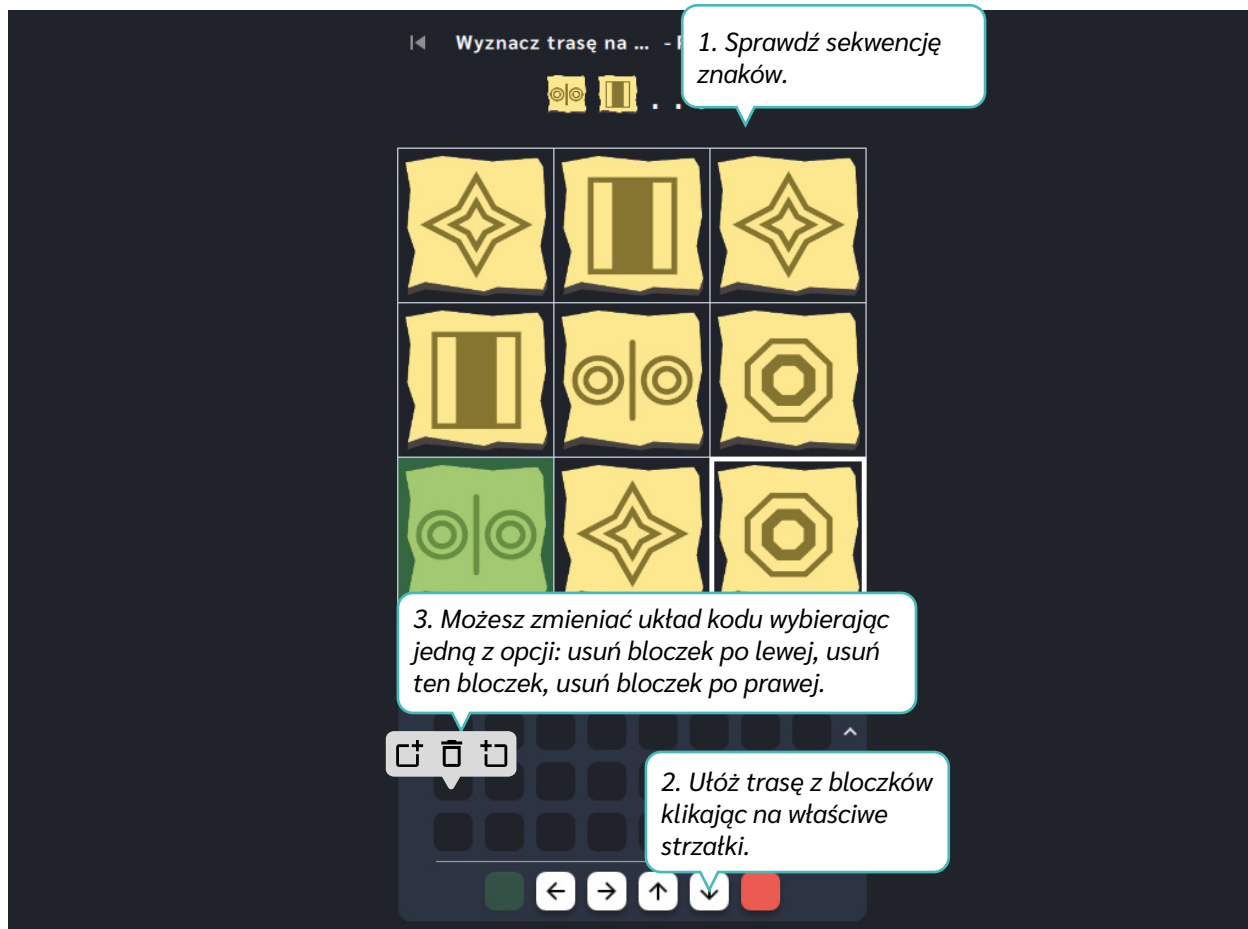 Wyznacz trasę na ... -
1. Sprawdź sekwencję
znaków.
3. Możesz zmieniać układ kodu wybierając
jedną z opcji: usuń bloczek po lewej, usuń
ten bloczek, usuń bloczek po prawej.
2. Ułóż trasę z bloczków
klikając na właściwe
strzałki.